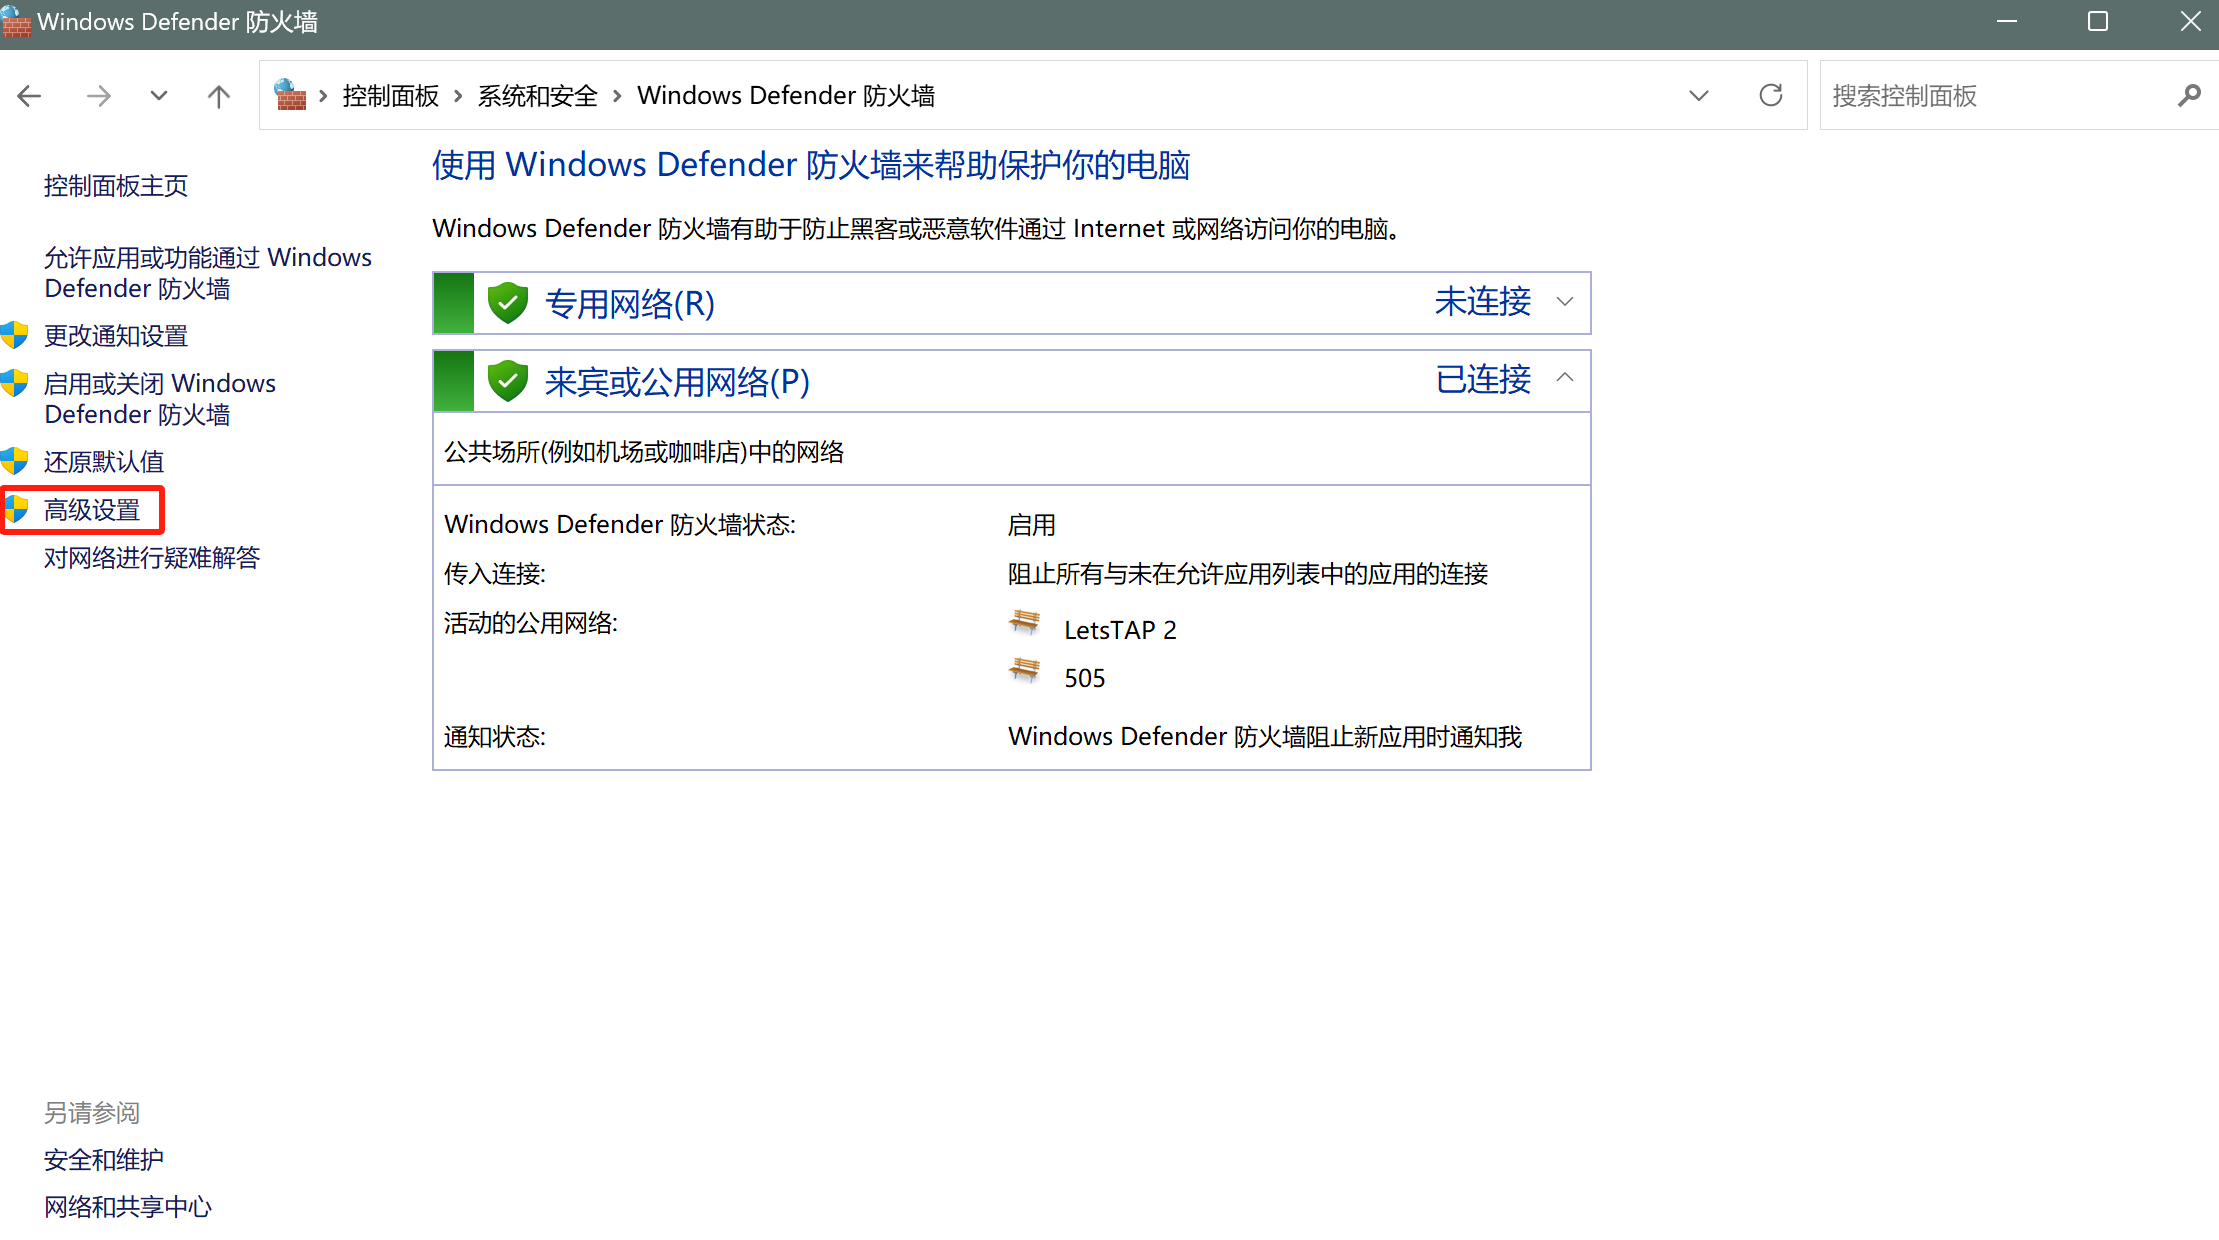 Windows Defender 防火墙
控制面板 > 系统和安全 > Windows Defender 防火墙
搜索控制面板
控制面板主页
允许应用或功能通过 Windows
Defender 防火墙
更改通知设置
启用或关闭 Windows
Defender 防火墙
还原默认值
高级设置
对网络进行疑难解答
使用 Windows Defender 防火墙来帮助保护你的电脑
Windows Defender 防火墙有助于防止黑客或恶意软件通过 Internet 或网络访问你的电脑。
专用网络(R) 未连接
来宾或公用网络(P) 已连接
公共场所(例如机场或咖啡店)中的网络
Windows Defender 防火墙状态: 启用
传入连接: 阻止所有与未在允许应用列表中的应用的连接
活动的公用网络: LetsTAP 2
505
通知状态: Windows Defender 防火墙阻止新应用时通知我
另请参阅
安全和维护
网络和共享中心